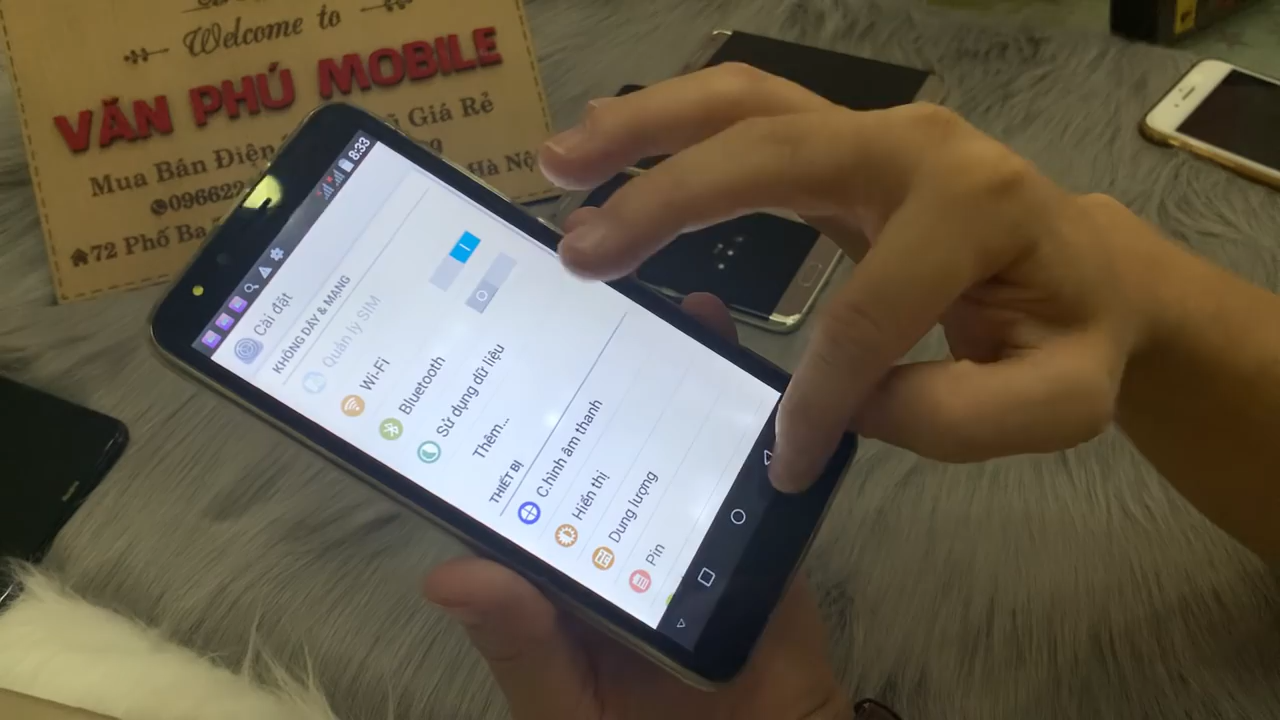 Welcome to
VĂN PHÚ MOBILE
Mua Bán Điện
Giá Rẻ
096622
72 Phố
Hà
8:33
Cài đặt
KHÔNG DÂY & MẠNG
Quản lý SIM
Wi-Fi
Bluetooth
Sử dụng dữ liệu
Thêm...
THIẾT BỊ
C.hình âm thanh
Hiển thị
Dung lượng
Pin